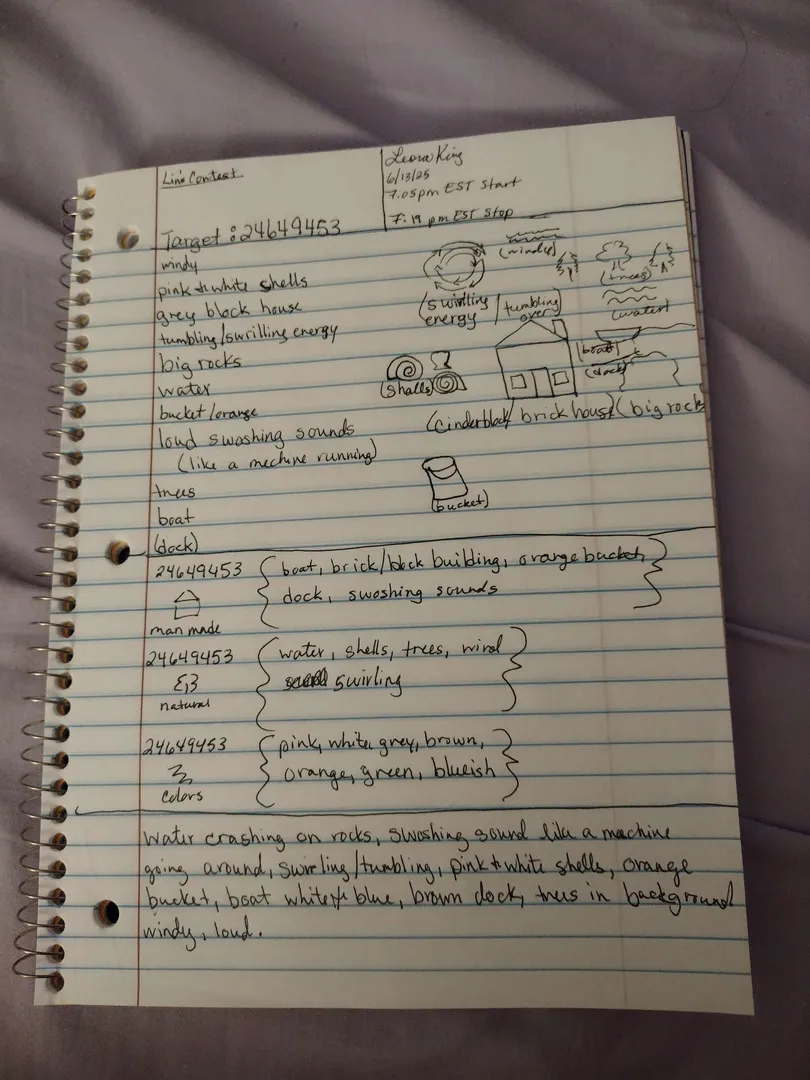 Lin's Contest
Leora King
6/13/25
7:05pm EST Start
7:19 pm EST Stop
Target: 24649453
windy
pink & white shells
grey block house
tumbling/swrilling energy
big rocks
water
bucket/orange
loud swashing sounds
(like a machine running)
trees
boat
(dock)
(windy)
(trees)
(swirling energy / tumbling over)
(water)
(boat)
(dock)
(shells)
(cinderblock/ brick house)
(big rocks
(bucket)
24649453
boat, brick/block building, orange bucket,
dock, swoshing sounds
man made
24649453
water, shells, trees, wind
swirling
natural
24649453
pink, white, grey, brown,
orange, green, blueish
colors
Water crashing on rocks, swoshing sound like a machine
going around, swirling/tumbling, pink & white shells, orange
bucket, boat white & blue, brown dock, trees in background
windy, loud.